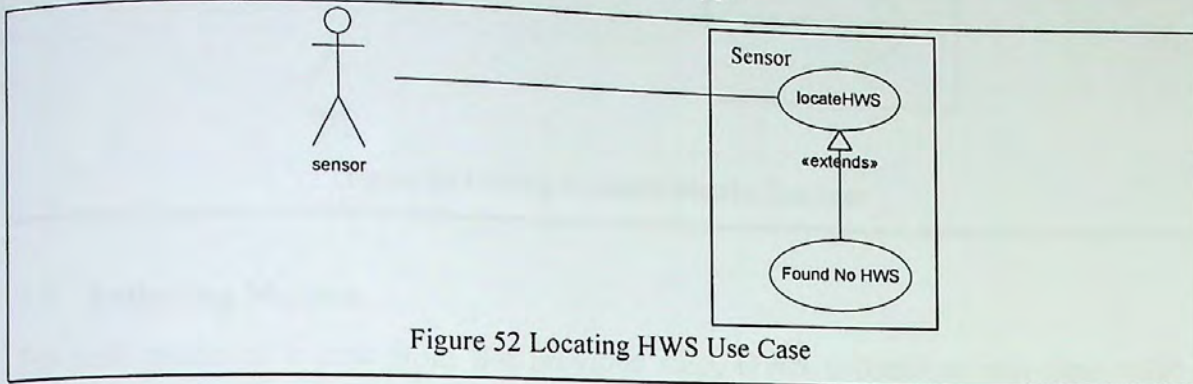 Sensor
locateHWS
«extends»
sensor
Found No HWS
Figure 52 Locating HWS Use Case